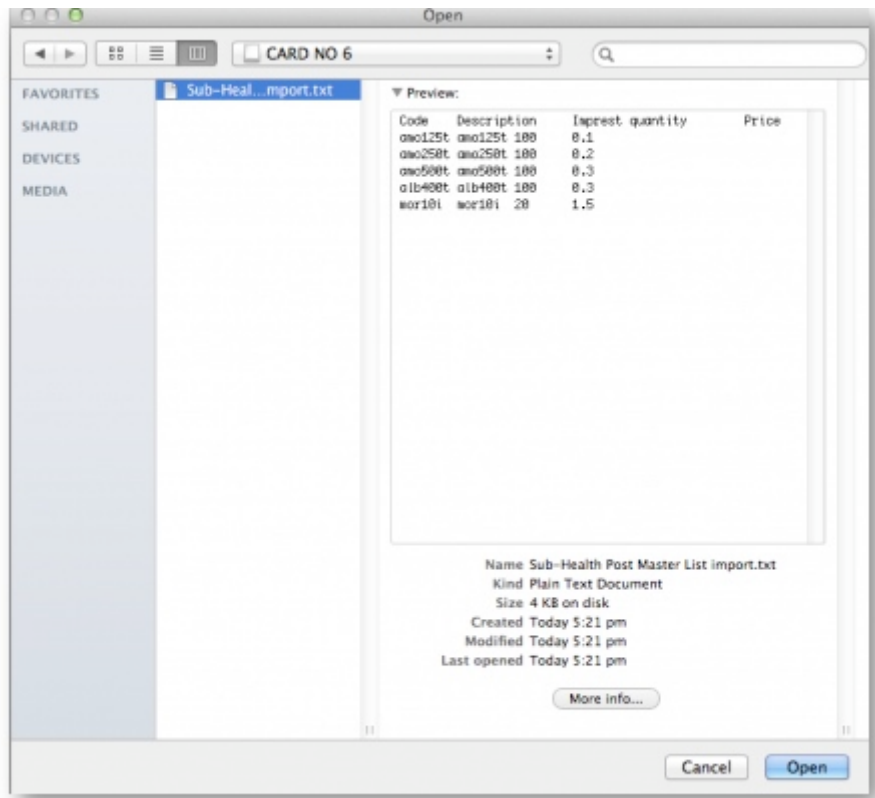 Open
CARD NO 6
FAVORITES
SHARED
DEVICES
MEDIA
Sub-Heal...mport.txt
Preview:
Code Description Imprest quantity Price
amo125t amo125t 100 0.1
amo250t amo250t 100 0.2
amo500t amo500t 100 0.3
alb400t alb400t 100 0.3
mor10i mor10i 20 1.5
Name Sub-Health Post Master List import.txt
Kind Plain Text Document
Size 4 KB on disk
Created Today 5:21 pm
Modified Today 5:21 pm
Last opened Today 5:21 pm
More info...
Cancel Open